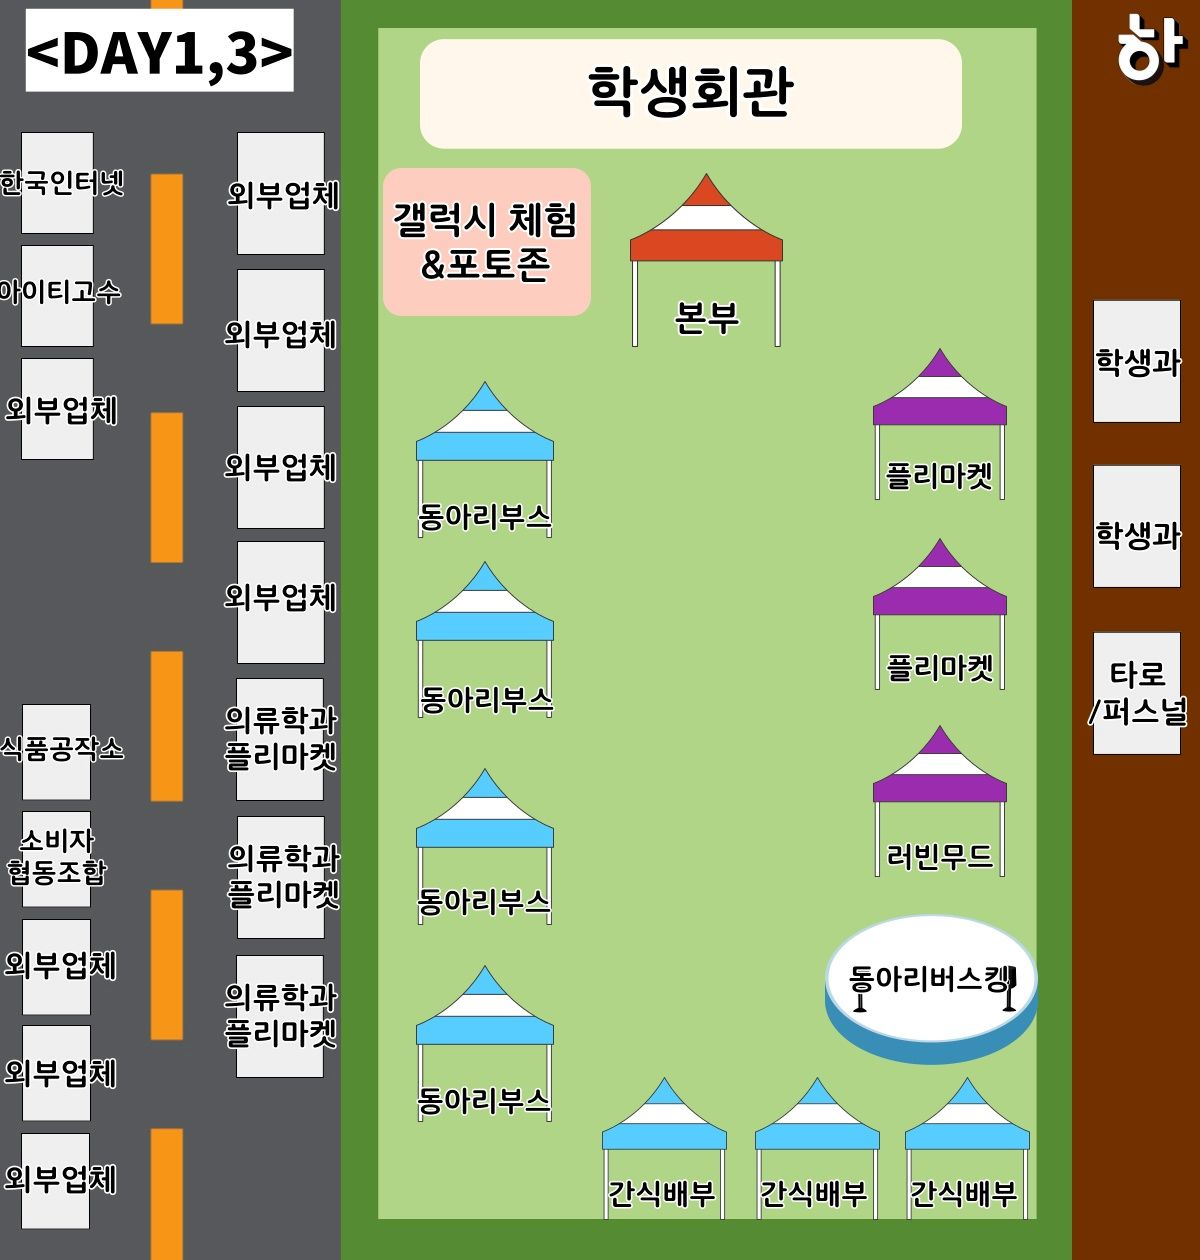 <DAY1,3>
하
학생회관
한국인터넷
아이티고수
외부업체
식품공작소
소비자
협동조합
외부업체
외부업체
외부업체
외부업체
외부업체
외부업체
외부업체
의류학과
플리마켓
의류학과
플리마켓
의류학과
플리마켓
갤럭시 체험
&포토존
본부
동아리부스
동아리부스
동아리부스
동아리부스
플리마켓
플리마켓
러빈무드
동아리버스킹
간식배부
간식배부
간식배부
학생과
학생과
타로
/퍼스널